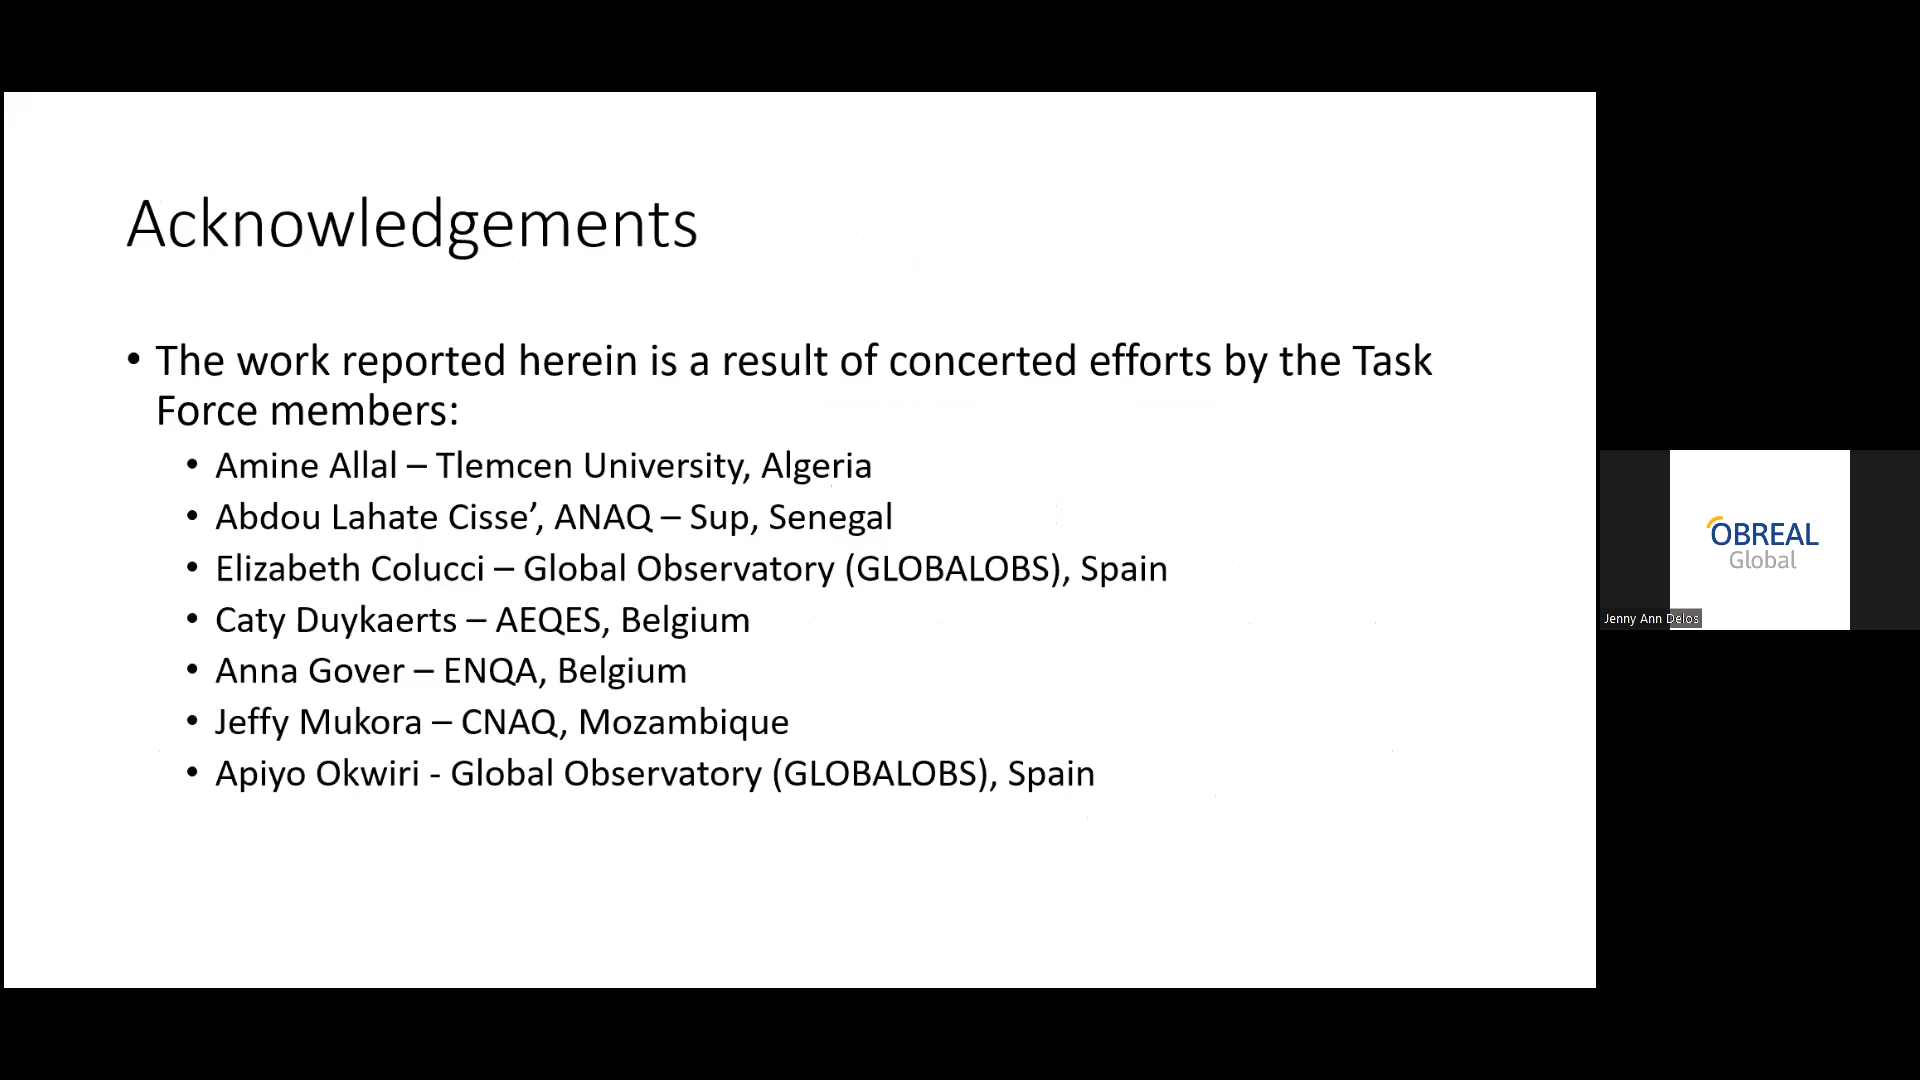 Acknowledgements
• The work reported herein is a result of concerted efforts by the Task
Force members:
• Amine Allal – Tlemcen University, Algeria
• Abdou Lahate Cisse’, ANAQ – Sup, Senegal
• Elizabeth Colucci – Global Observatory (GLOBALOBS), Spain
• Caty Duykaerts – AEQES, Belgium
• Anna Gover – ENQA, Belgium
• Jeffy Mukora – CNAQ, Mozambique
• Apiyo Okwiri - Global Observatory (GLOBALOBS), Spain
OBREAL
Global
Jenny Ann Delos